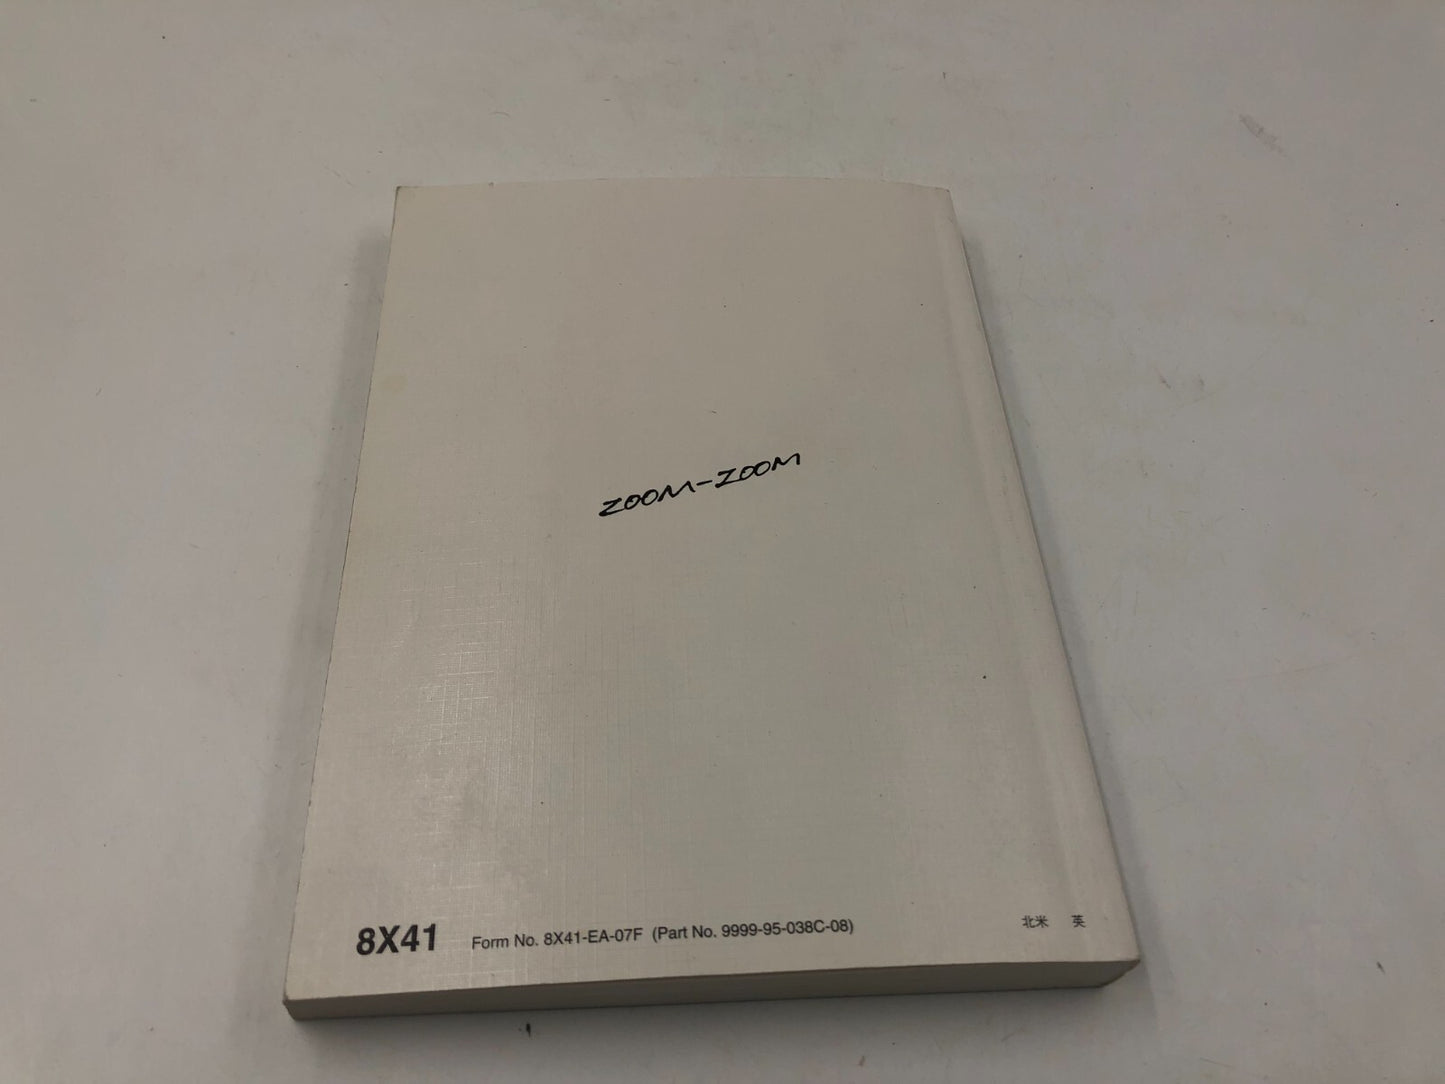 ZOOM-ZOOM
8X41 Form No. 8X41-EA-07F (Part No. 9999-95-038C-08) 北米 英